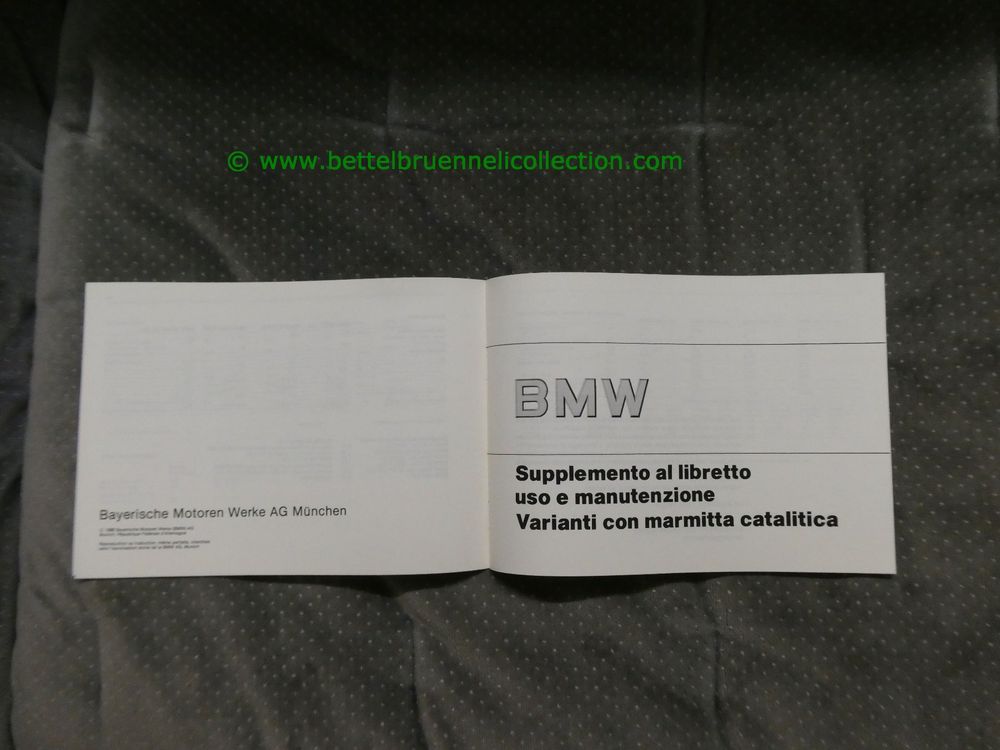 © www.bettelbruennelicollection.com
Bayerische Motoren Werke AG München
BMW
Supplemento al libretto
uso e manutenzione
Varianti con marmitta catalitica